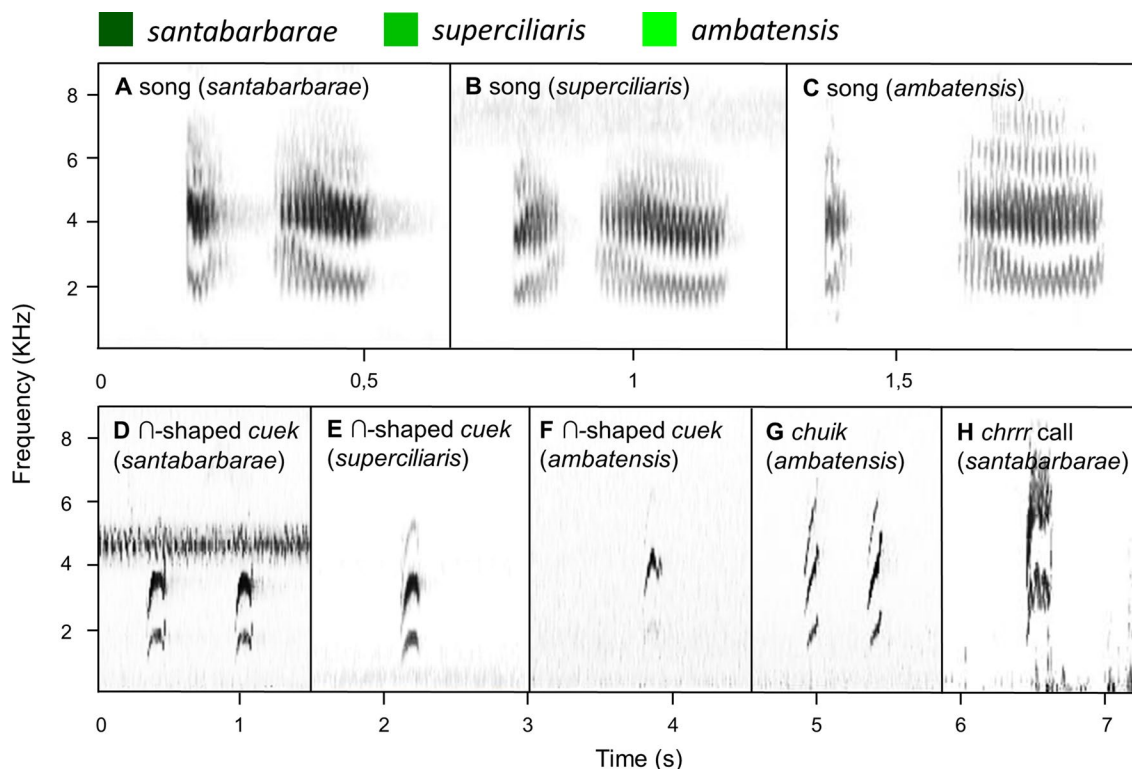 santabarbarae superciliaris ambatensis
A song (santabarbarae)
B song (superciliaris)
C song (ambatensis)
8
6
4
2
0 0,5 1 1,5
Frequency (KHz)
D ∩-shaped cuek
(santabarbarae)
E ∩-shaped cuek
(superciliaris)
F ∩-shaped cuek
(ambatensis)
G chuik
(ambatensis)
H chrrr call
(santabarbarae)
8
6
4
2
0 1 2 3 4 5 6 7
Time (s)